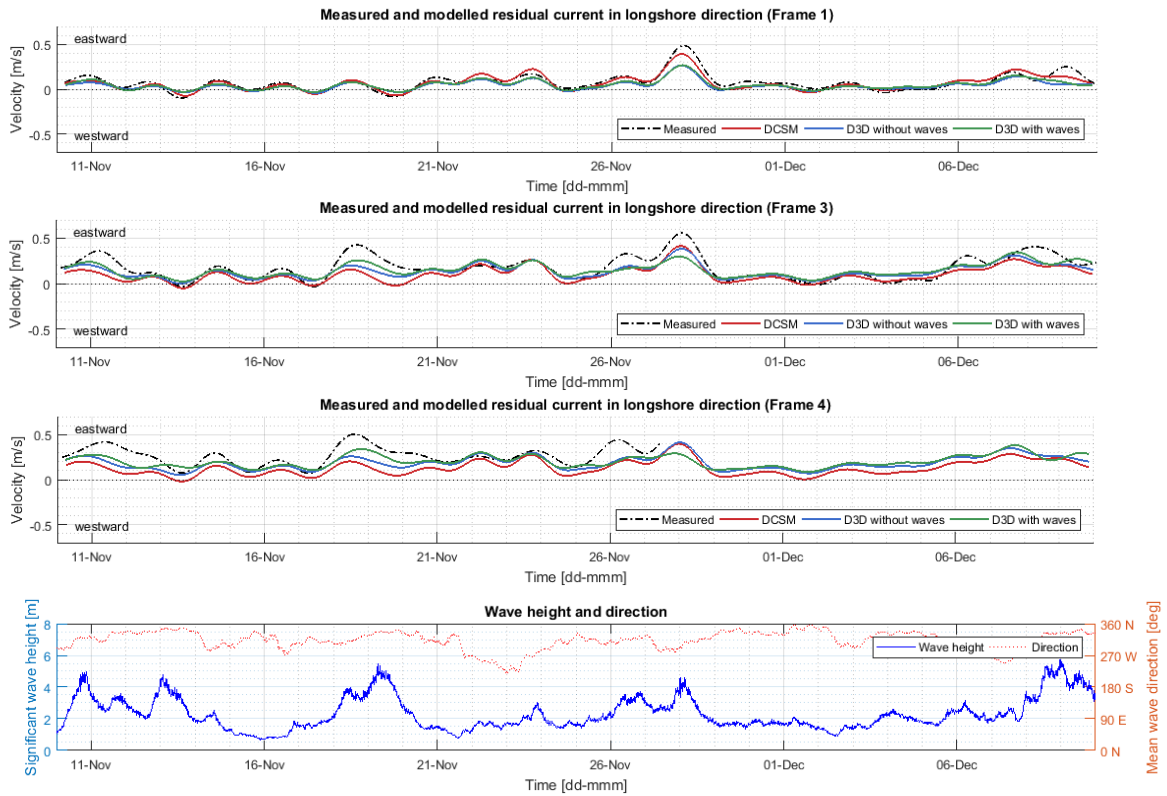 Measured and modelled residual current in longshore direction (Frame 1)
Velocity [m/s]
0.5
0
-0.5
eastward
westward
Measured DCSM D3D without waves D3D with waves
11-Nov 16-Nov 21-Nov 26-Nov 01-Dec 06-Dec
Time [dd-mmm]
Measured and modelled residual current in longshore direction (Frame 3)
Velocity [m/s]
0.5
0
-0.5
eastward
westward
Measured DCSM D3D without waves D3D with waves
11-Nov 16-Nov 21-Nov 26-Nov 01-Dec 06-Dec
Time [dd-mmm]
Measured and modelled residual current in longshore direction (Frame 4)
Velocity [m/s]
0.5
0
-0.5
eastward
westward
Measured DCSM D3D without waves D3D with waves
11-Nov 16-Nov 21-Nov 26-Nov 01-Dec 06-Dec
Time [dd-mmm]
Wave height and direction
Significant wave height [m]
8
6
4
2
0
Wave height Direction
360 N
270 W
180 S
90 E
0 N
Mean wave direction [deg]
11-Nov 16-Nov 21-Nov 26-Nov 01-Dec 06-Dec
Time [dd-mmm]